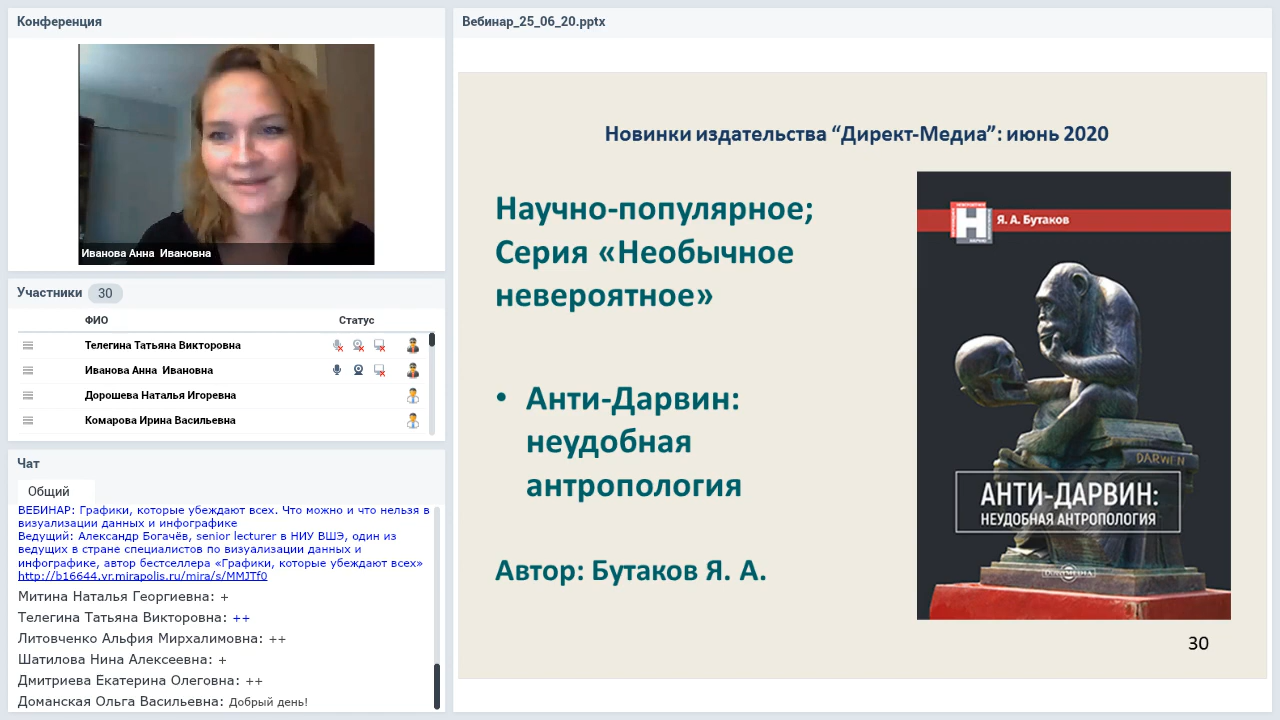 Конференция
Иванова Анна Ивановна
Участники 30
ФИО Статус
Телегина Татьяна Викторовна
Иванова Анна Ивановна
Дорошева Наталья Игоревна
Комарова Ирина Васильевна
Чат
Общий
ВЕБИНАР: Графики, которые убеждают всех. Что можно и что нельзя в
визуализации данных и инфографике
Ведущий: Александр Богачёв, senior lecturer в НИУ ВШЭ, один из
ведущих в стране специалистов по визуализации данных и
инфографике, автор бестселлера «Графики, которые убеждают всех»
http://b16644.vr.mirapolis.ru/mira/s/MMJTf0
Митина Наталья Георгиевна: +
Телегина Татьяна Викторовна: ++
Литовченко Альфия Мирхалимовна: ++
Шатилова Нина Алексеевна: +
Дмитриева Екатерина Олеговна: ++
Доманская Ольга Васильевна: Добрый день!
Вебинар_25_06_20.pptx
Новинки издательства “Директ-Медиа”: июнь 2020
Научно-популярное;
Серия «Необычное
невероятное»
• Анти-Дарвин:
неудобная
антропология
Автор: Бутаков Я. А.
Н
Я. А. Бутаков
DARWEN
АНТИ-ДАРВИН:
НЕУДОБНАЯ АНТРОПОЛОГИЯ
30